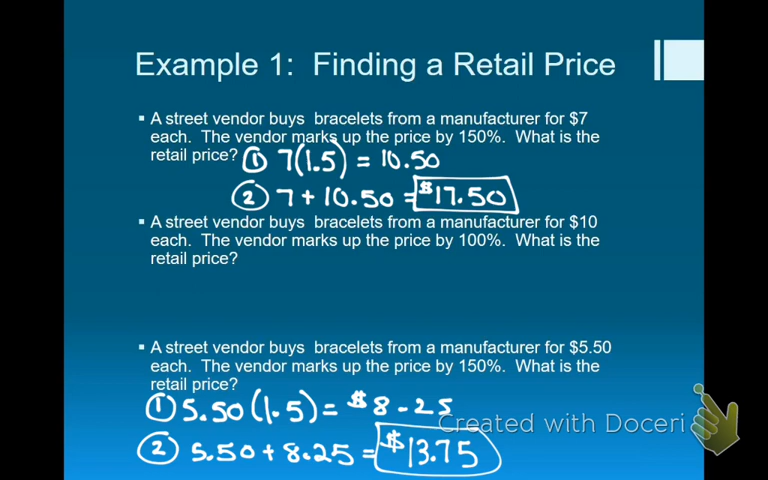 Example 1: Finding a Retail Price
▪ A street vendor buys bracelets from a manufacturer for $7
each. The vendor marks up the price by 150%. What is the
retail price? ① 7(1.5) = 10.50
② 7 + 10.50 = $17.50
▪ A street vendor buys bracelets from a manufacturer for $10
each. The vendor marks up the price by 100%. What is the
retail price?
▪ A street vendor buys bracelets from a manufacturer for $5.50
each. The vendor marks up the price by 150%. What is the
retail price?
① 5.50(1.5) = $8.25
Created with Doceri
② 5.50 + 8.25 = $13.75